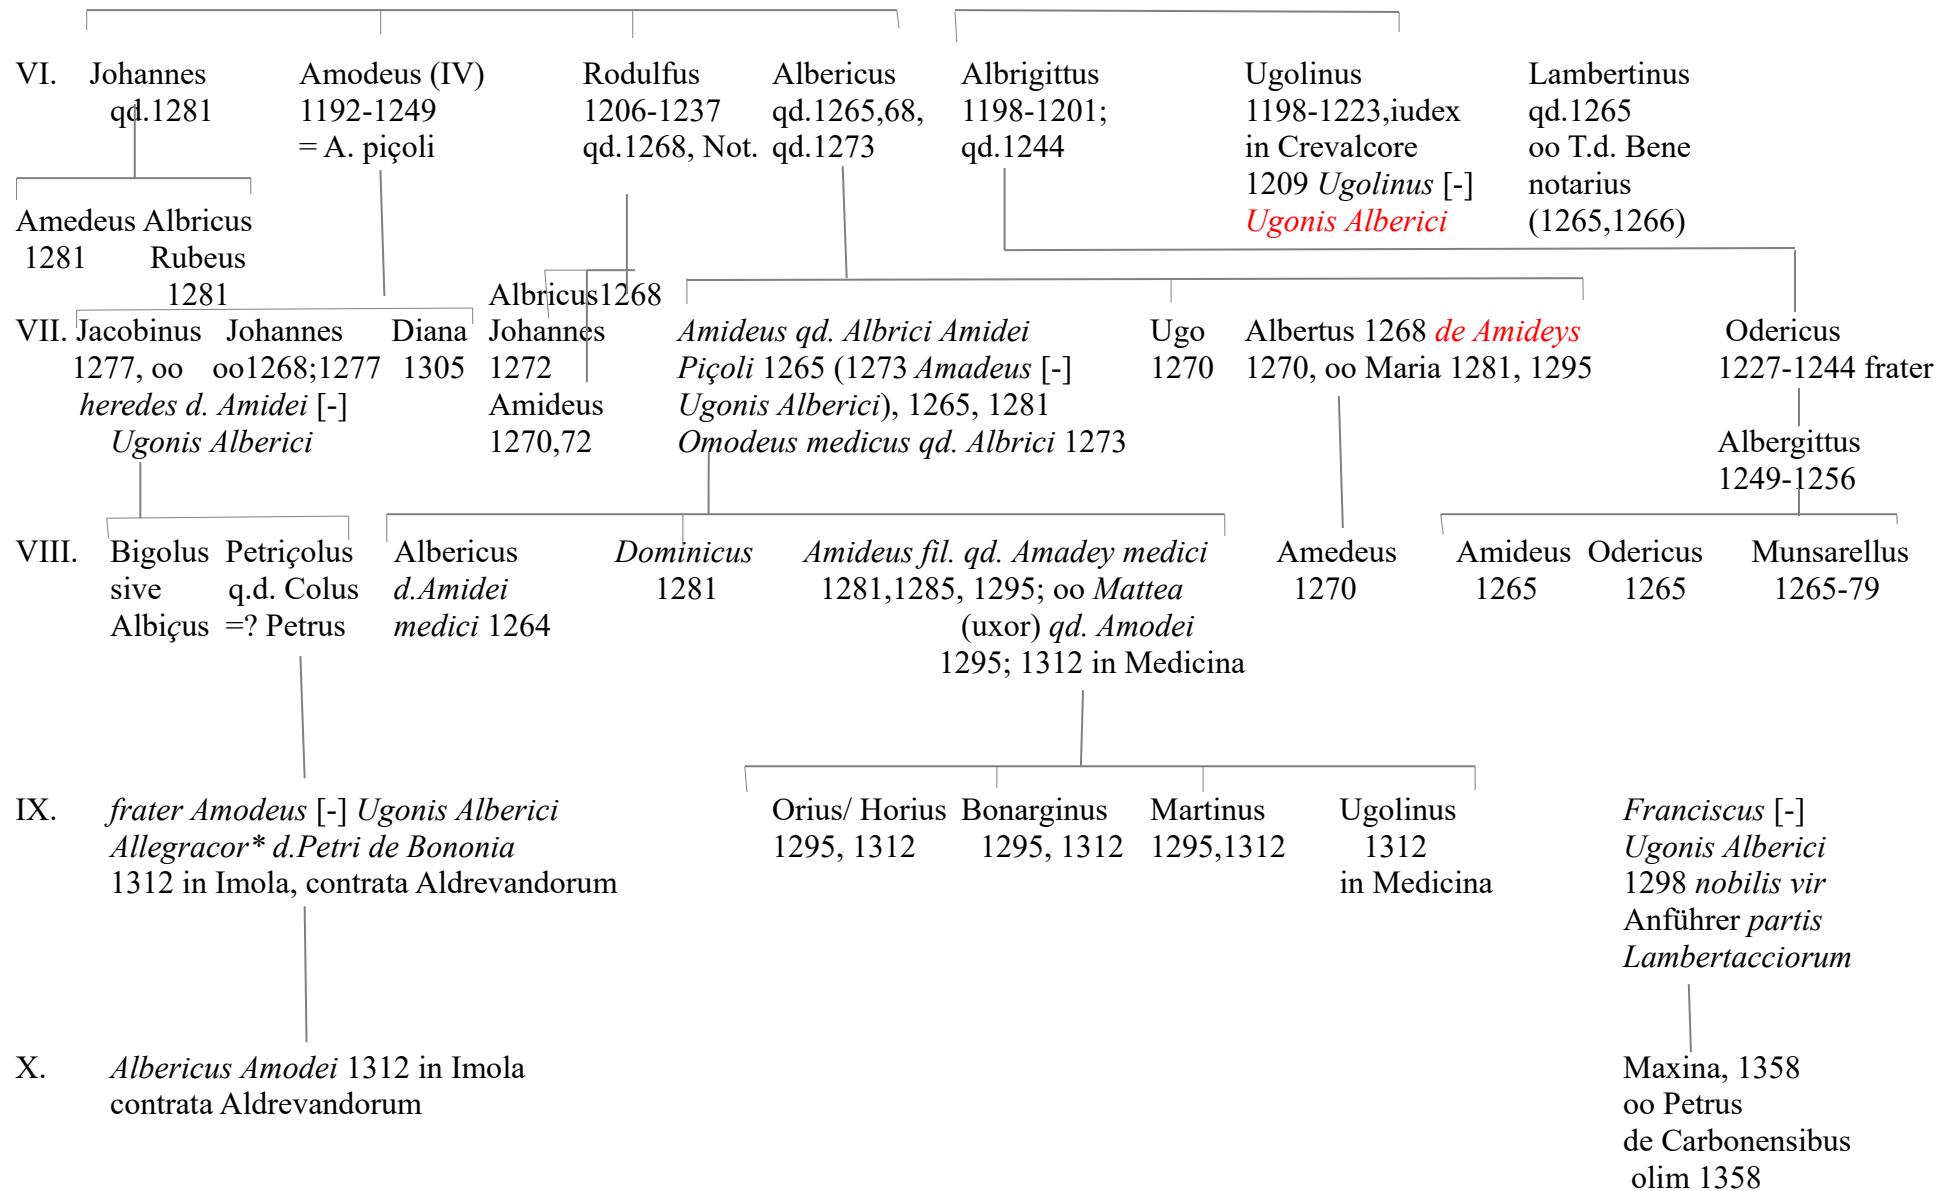 VI. Johannes Amodeus (IV) Rodulfus Albericus Albrigittus Ugolinus Lambertinus
qd.1281 1192-1249 1206-1237 qd.1265,68, 1198-1201; 1198-1223,iudex qd.1265
= A. piçoli qd.1268, Not. qd.1273 qd.1244 in Crevalcore oo T.d. Bene
1209 Ugolinus [-] notarius
Amedeus Albricus Ugonis Alberici (1265,1266)
1281 Rubeus
1281 Albricus1268
VII. Jacobinus Johannes Diana Johannes Amideus qd. Albrici Amidei Ugo Albertus 1268 de Amideys Odericus
1277, oo oo1268;1277 1305 1272 Piçoli 1265 (1273 Amadeus [-] 1270 1270, oo Maria 1281, 1295 1227-1244 frater
heredes d. Amidei [-] Amideus Ugonis Alberici), 1265, 1281
Ugonis Alberici 1270,72 Omodeus medicus qd. Albrici 1273 Albergittus
1249-1256
VIII. Bigolus Petriçolus Albericus Dominicus Amideus fil. qd. Amadey medici Amedeus Amideus Odericus Munsarellus
sive q.d. Colus d.Amidei 1281 1281,1285, 1295; oo Mattea 1270 1265 1265 1265-79
Albiçus =? Petrus medici 1264 (uxor) qd. Amodei
1295; 1312 in Medicina
IX. frater Amodeus [-] Ugonis Alberici Orius/ Horius Bonarginus Martinus Ugolinus Franciscus [-]
Allegracor* d.Petri de Bononia 1295, 1312 1295, 1312 1295,1312 1312 Ugonis Alberici
1312 in Imola, contrata Aldrevandorum in Medicina 1298 nobilis vir
Anführer partis
Lambertacciorum
X. Albericus Amodei 1312 in Imola Maxina, 1358
contrata Aldrevandorum oo Petrus
de Carbonensibus
olim 1358